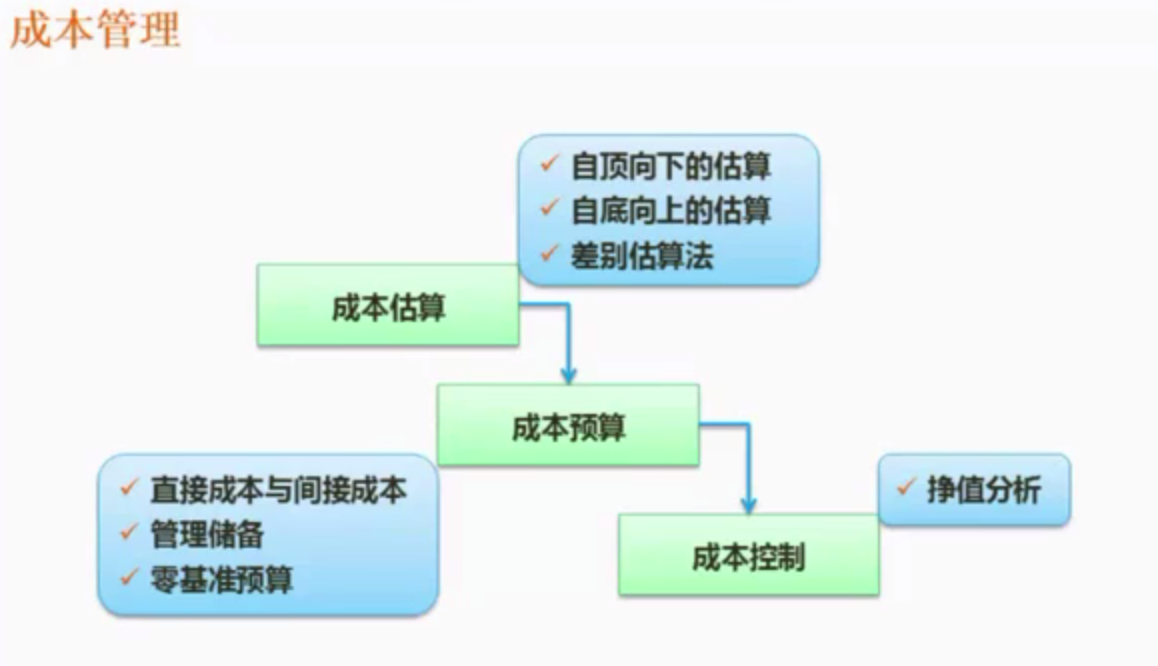 成本管理
自顶向下的估算
自底向上的估算
差别估算法
成本估算
成本预算
直接成本与间接成本
管理储备
零基准预算
挣值分析
成本控制